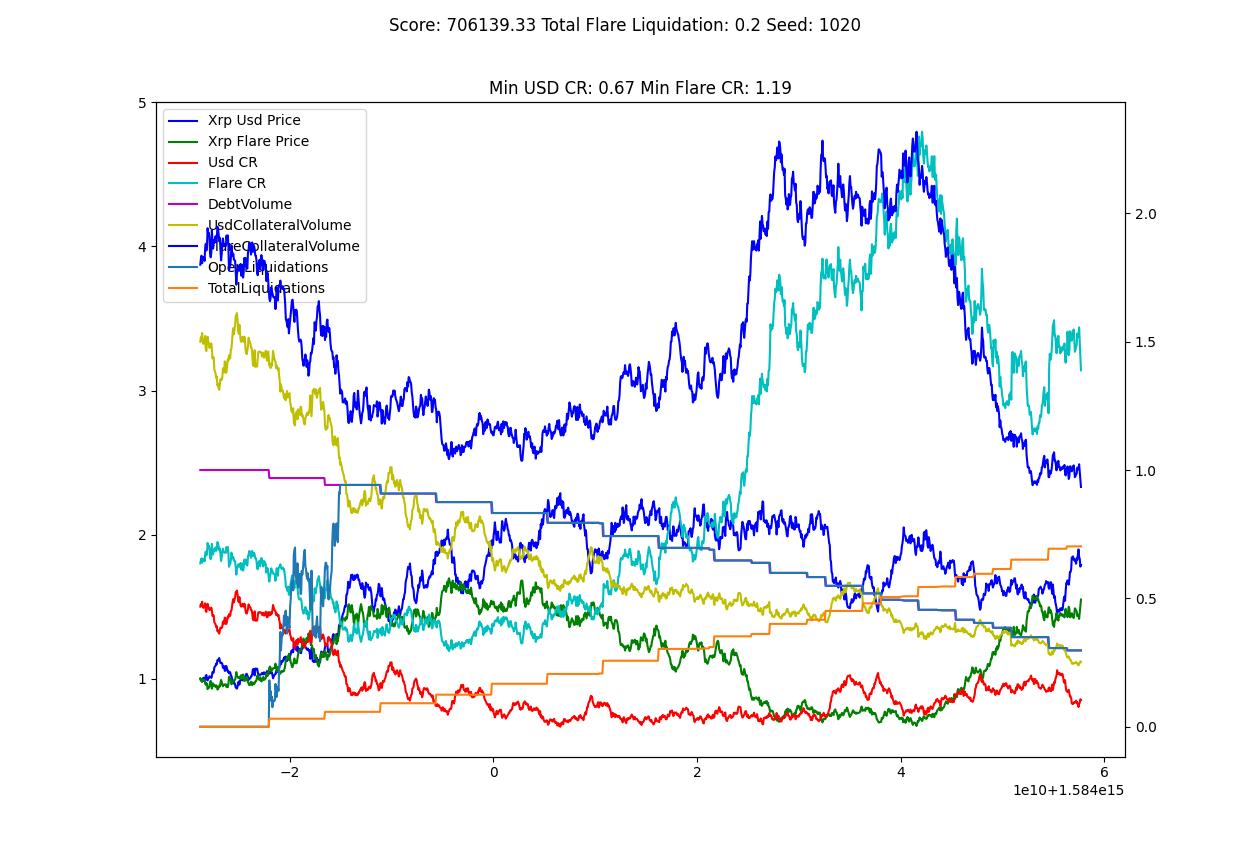 Score: 706139.33 Total Flare Liquidation: 0.2 Seed: 1020
Min USD CR: 0.67 Min Flare CR: 1.19
5
4
3
2
1
Xrp Usd Price
Xrp Flare Price
Usd CR
Flare CR
DebtVolume
UsdCollateralVolume
FlareCollateralVolume
OpenLiquidations
TotalLiquidations
2.0
1.5
1.0
0.5
0.0
−2
0
2
4
6
1e10+1.584e15